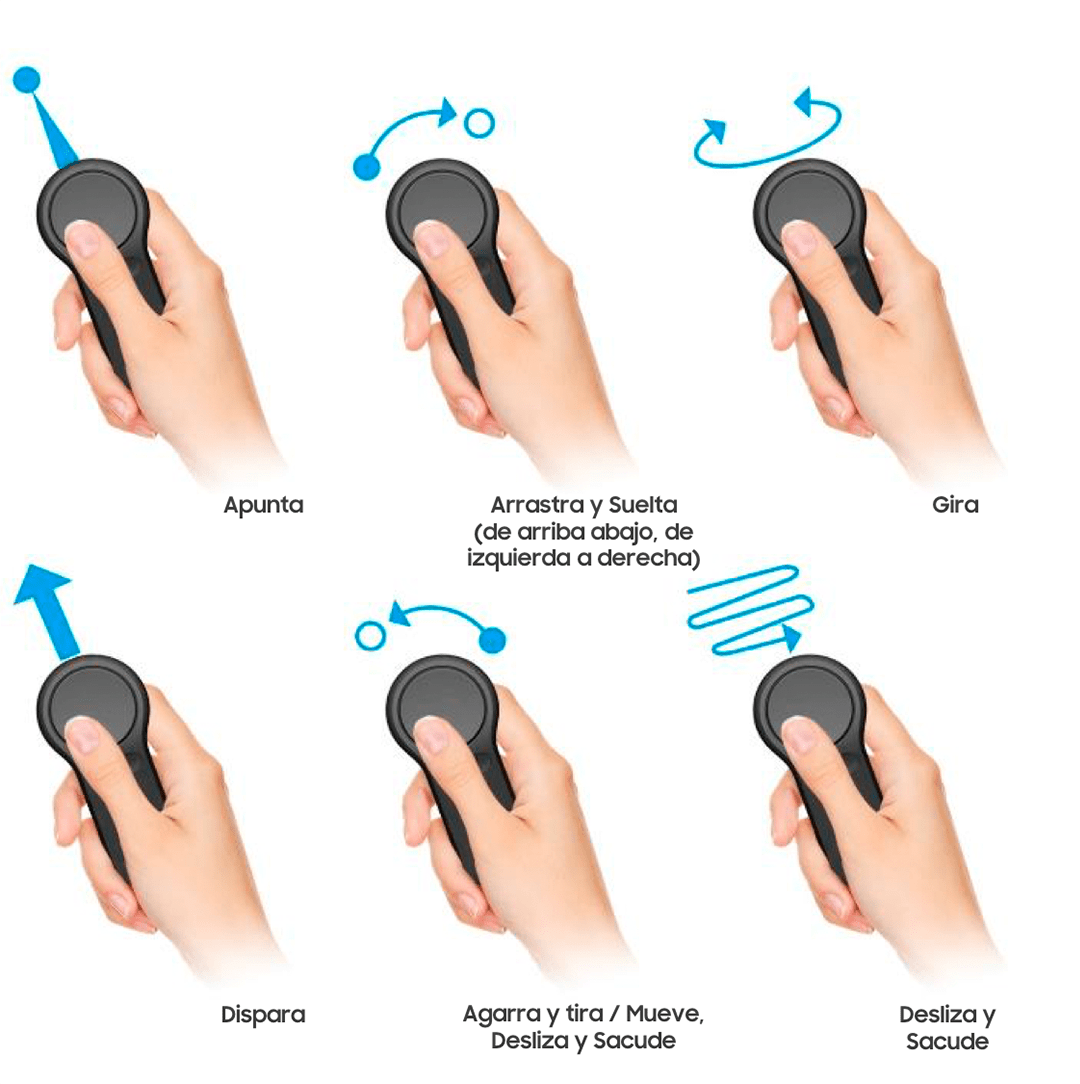 Apunta
Arrastra y Suelta
(de arriba abajo, de
izquierda a derecha)
Gira
Dispara
Agarra y tira / Mueve,
Desliza y Sacude
Desliza y
Sacude